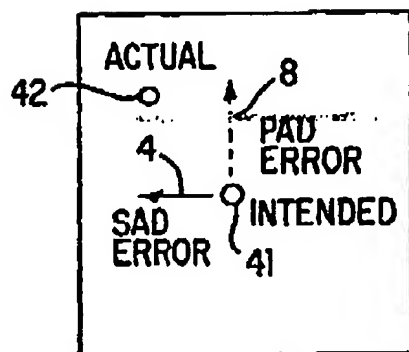 ACTUAL
42
8
PAD
ERROR
4
SAD
ERROR
INTENDED
41